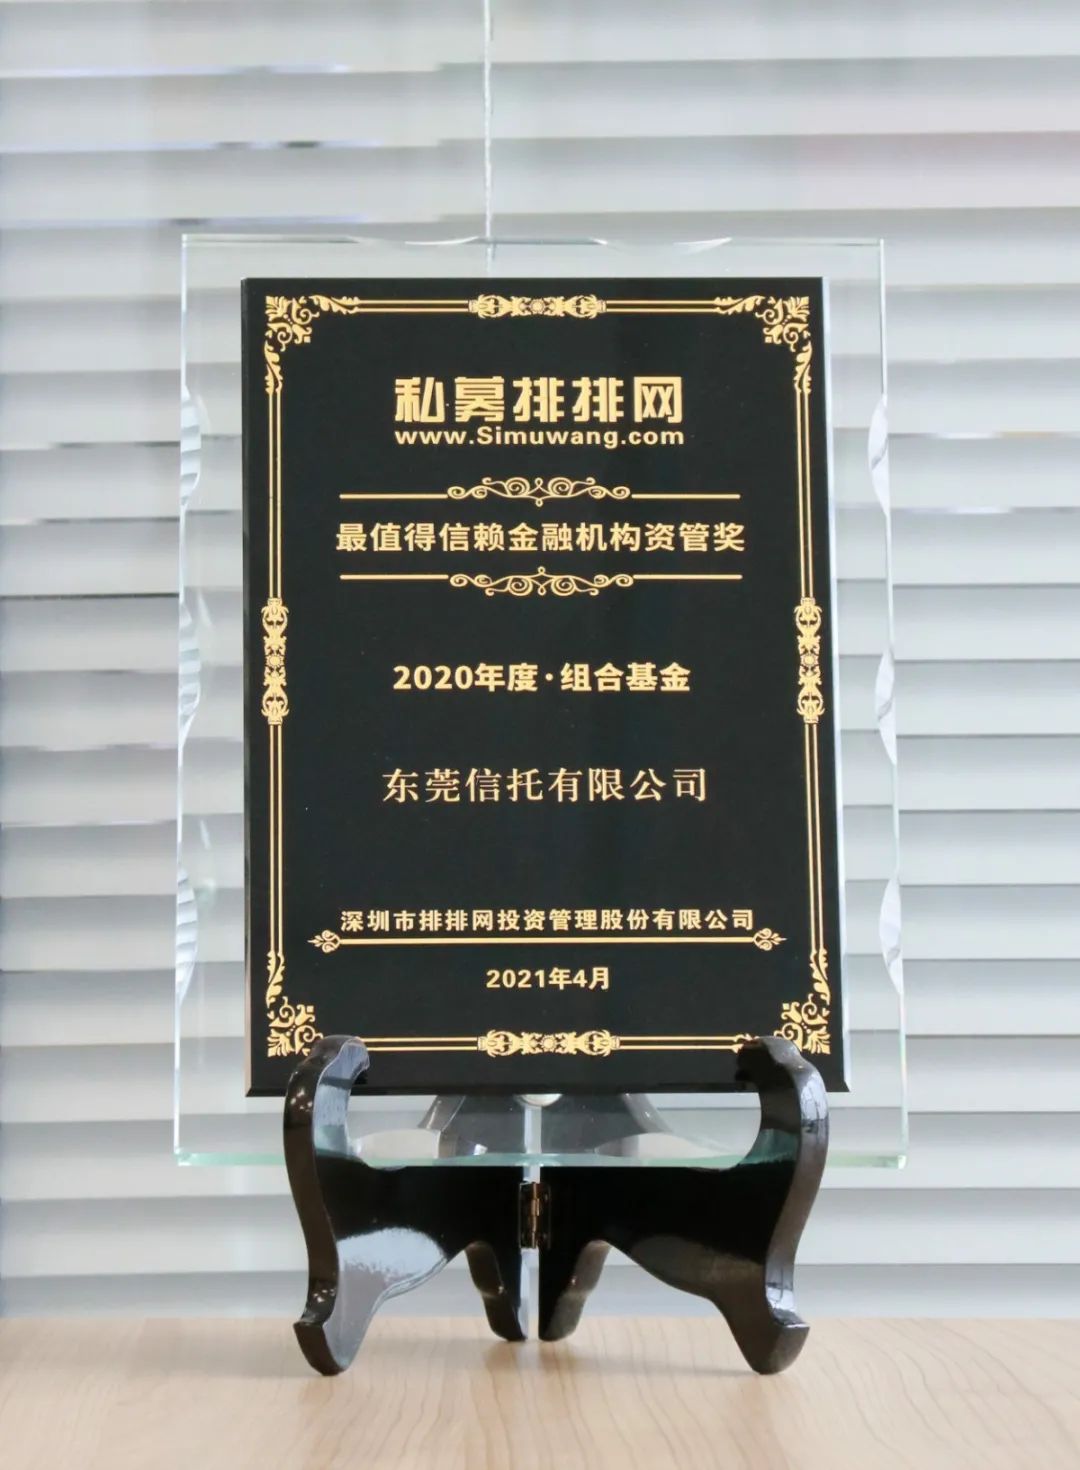 私募排排网
www.Simuwang.com
最值得信赖金融机构资管奖
2020年度·组合基金
东莞信托有限公司
深圳市排排网投资管理股份有限公司
2021年4月